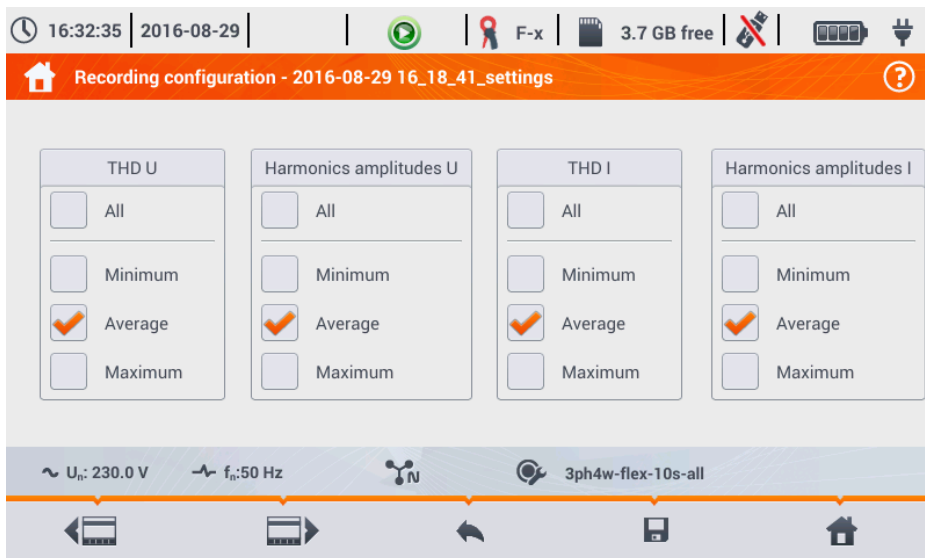 16:32:35 2016-08-29 F-x 3.7 GB free
Recording configuration - 2016-08-29 16_18_41_settings ?
THD U Harmonics amplitudes U THD I Harmonics amplitudes I
All All All All
Minimum Minimum Minimum Minimum
Average Average Average Average
Maximum Maximum Maximum Maximum
Uₙ: 230.0 V fₙ:50 Hz N 3ph4w-flex-10s-all